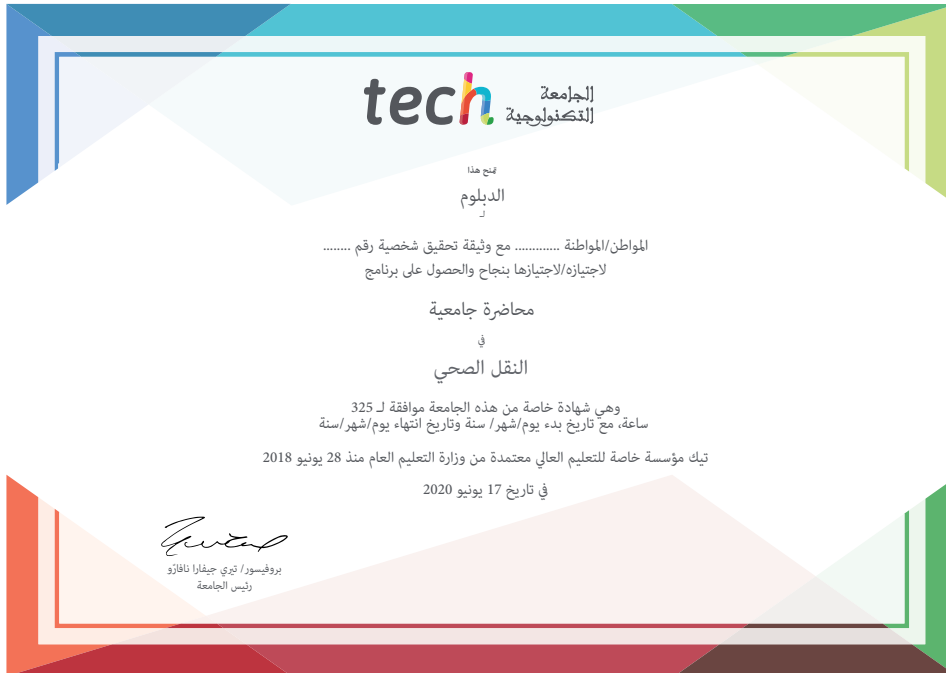 tech الجامعة
التكنولوجية
تمنح هذا
الدبلوم
لـ
المواطن/المواطنة ............. مع وثيقة تحقيق شخصية رقم ........
لاجتيازه/لاجتيازها بنجاح والحصول على برنامج
محاضرة جامعية
في
النقل الصحي
وهي شهادة خاصة من هذه الجامعة موافقة لـ 325
ساعة، مع تاريخ بدء يوم/شهر/ سنة وتاريخ انتهاء يوم/شهر/سنة
تيك مؤسسة خاصة للتعليم العالي معتمدة من وزارة التعليم العام منذ 28 يونيو 2018
في تاريخ 17 يونيو 2020
بروفيسور/ تيري جيفارا نافارّو
رئيس الجامعة